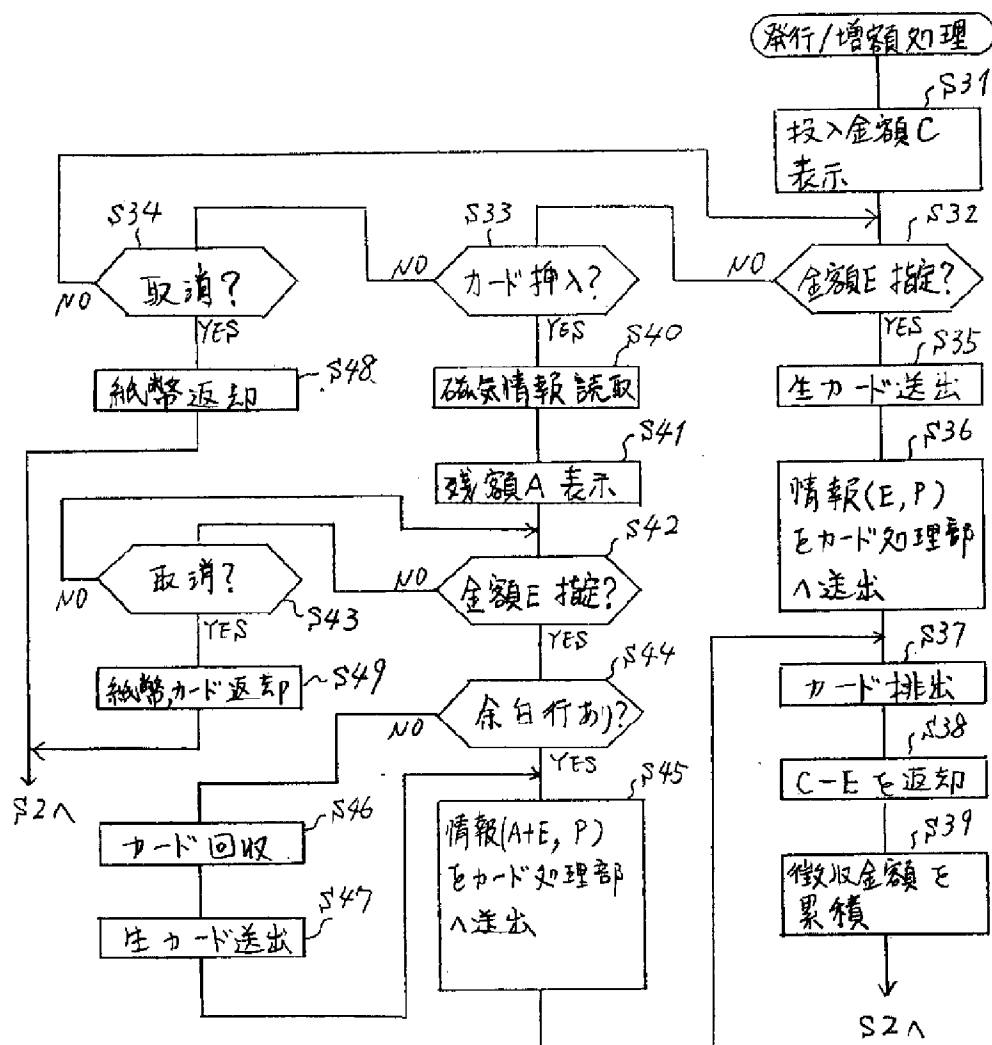 発行/増額処理
S31
投入金額C
表示
S32
金額E 指定?
NO
YES
S33
カード挿入?
NO
YES
S34
取消?
NO
YES
S35
生カード送出
S36
情報(E,P)
をカード処理部
へ送出
S37
カード排出
S38
C-Eを返却
S39
徴収金額を
累積
S2へ
S40
磁気情報読取
S41
残額A 表示
S42
金額E 指定?
NO
YES
取消?
S43
NO
YES
S44
余白行あり?
NO
YES
S45
情報(A+E, P)
をカード処理部
へ送出
カード回収
S46
生カード送出
S47
紙幣返却
S48
紙幣,カード返却
S49
S2へ